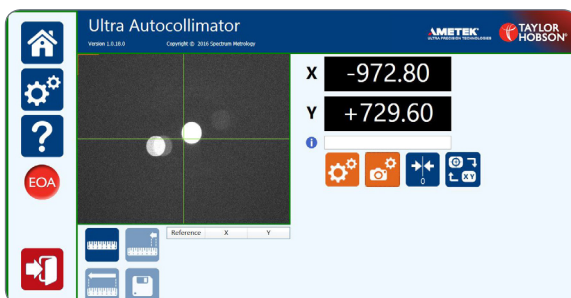 Ultra Autocollimator
Version 1.0.18.0 Copyright © 2016 Spectrum Metrology
AMETEK
ULTRA PRECISION TECHNOLOGIES
TAYLOR
HOBSON
X -972.80
Y +729.60
?
i
0
XY
EOA
Reference X Y